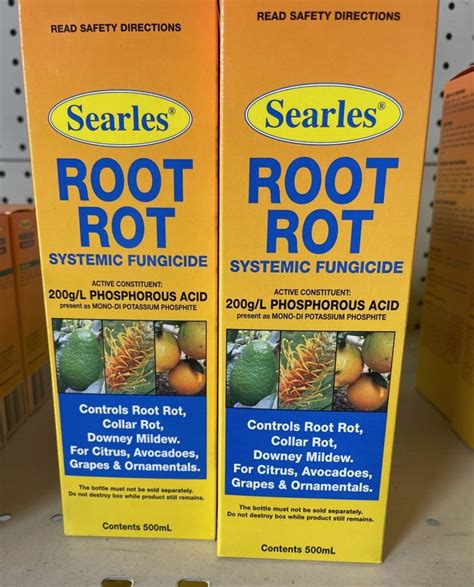 READ SAFETY DIRECTIONS
Searles®
ROOT
ROT
SYSTEMIC FUNGICIDE
ACTIVE CONSTITUENT:
200g/L PHOSPHOROUS ACID
present as MONO-DI POTASSIUM PHOSPHITE
Controls Root Rot,
Collar Rot,
Downey Mildew.
For Citrus, Avocadoes,
Grapes & Ornamentals.
The bottle must not be sold separately.
Do not destroy box while product still remains.
Contents 500mL
READ SAFETY DIRECTIONS
Searles®
ROOT
ROT
SYSTEMIC FUNGICIDE
ACTIVE CONSTITUENT:
200g/L PHOSPHOROUS ACID
present as MONO-DI POTASSIUM PHOSPHITE
Controls Root Rot,
Collar Rot,
Downey Mildew.
For Citrus, Avocadoes,
Grapes & Ornamentals.
The bottle must not be sold separately.
Do not destroy box while product still remains.
Contents 500mL